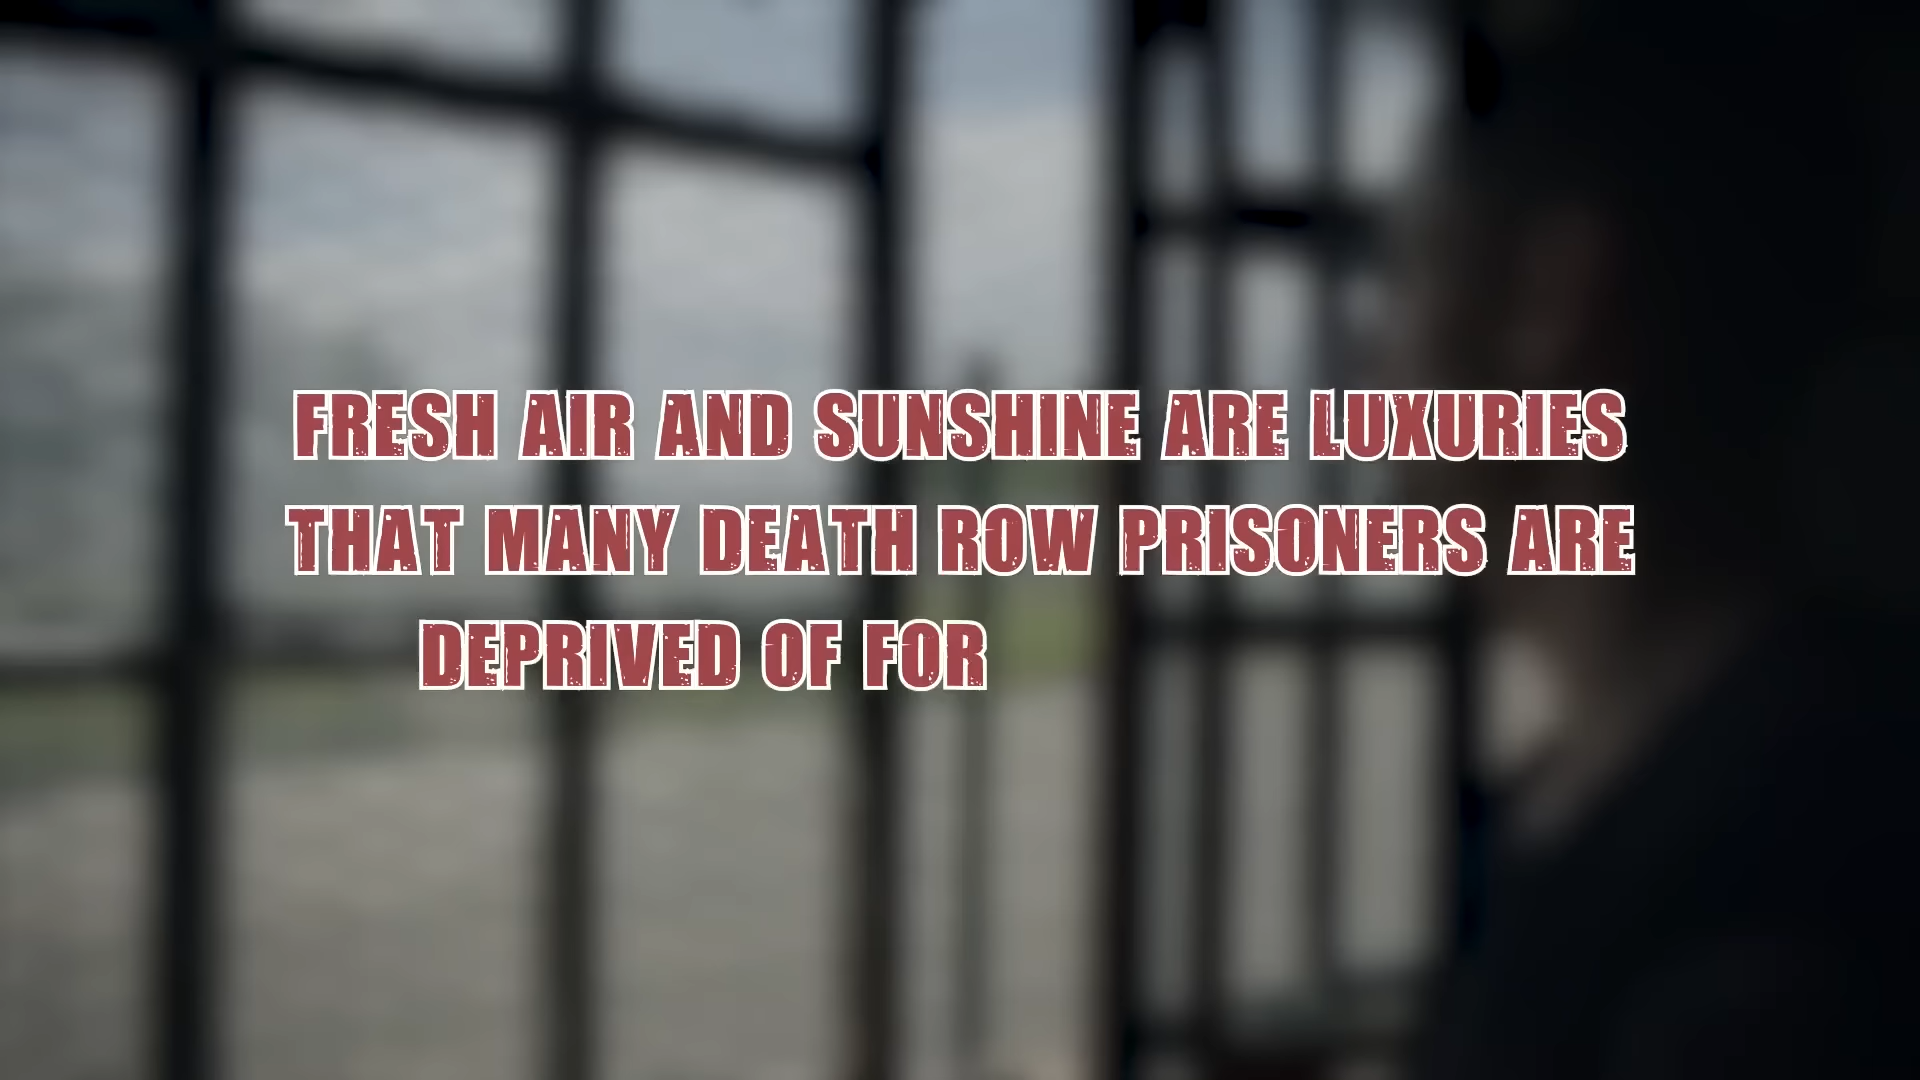 FRESH AIR AND SUNSHINE ARE LUXURIES
THAT MANY DEATH ROW PRISONERS ARE
DEPRIVED OF FOR